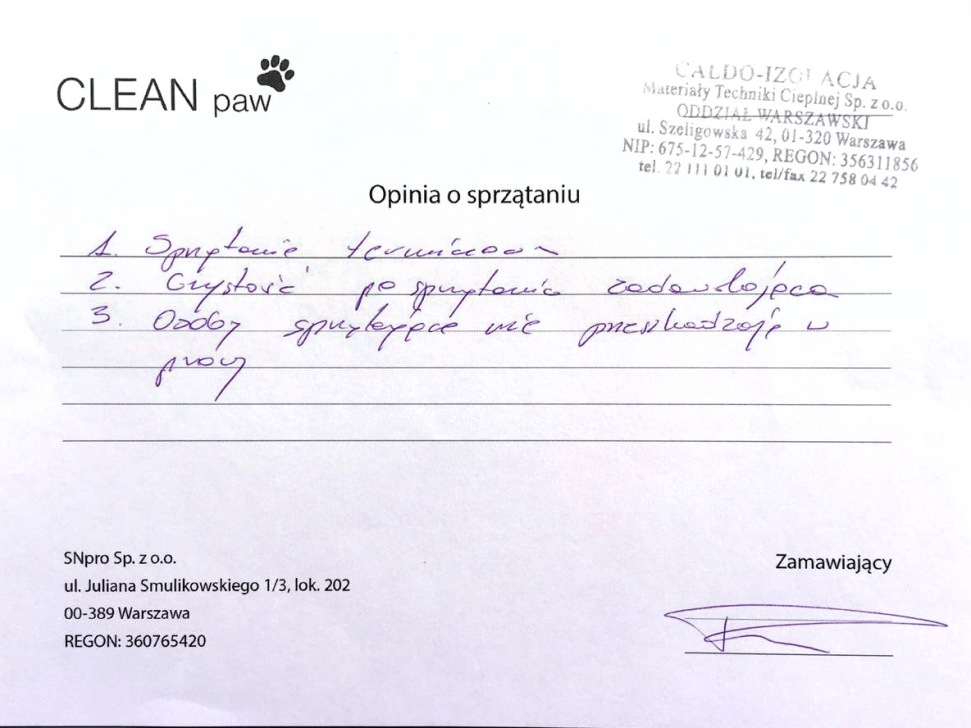 CLEAN paw
CALDO-IZOLACJA
Materiały Techniki Cieplnej Sp. z o.o.
ODDZIAŁ WARSZAWSKI
ul. Szeligowska 42, 01-320 Warszawa
NIP: 675-12-57-429, REGON: 356311856
tel. 22 111 01 01, tel/fax 22 758 04 42
Opinia o sprzątaniu
1. Sprzątanie terminowe
2. Czystość po sprzątaniu zadawalająca
3. Osoby sprzątające nie przeszkadzają w
pracy
SNpro Sp. z o.o.
ul. Juliana Smulikowskiego 1/3, lok. 202
00-389 Warszawa
REGON: 360765420
Zamawiający